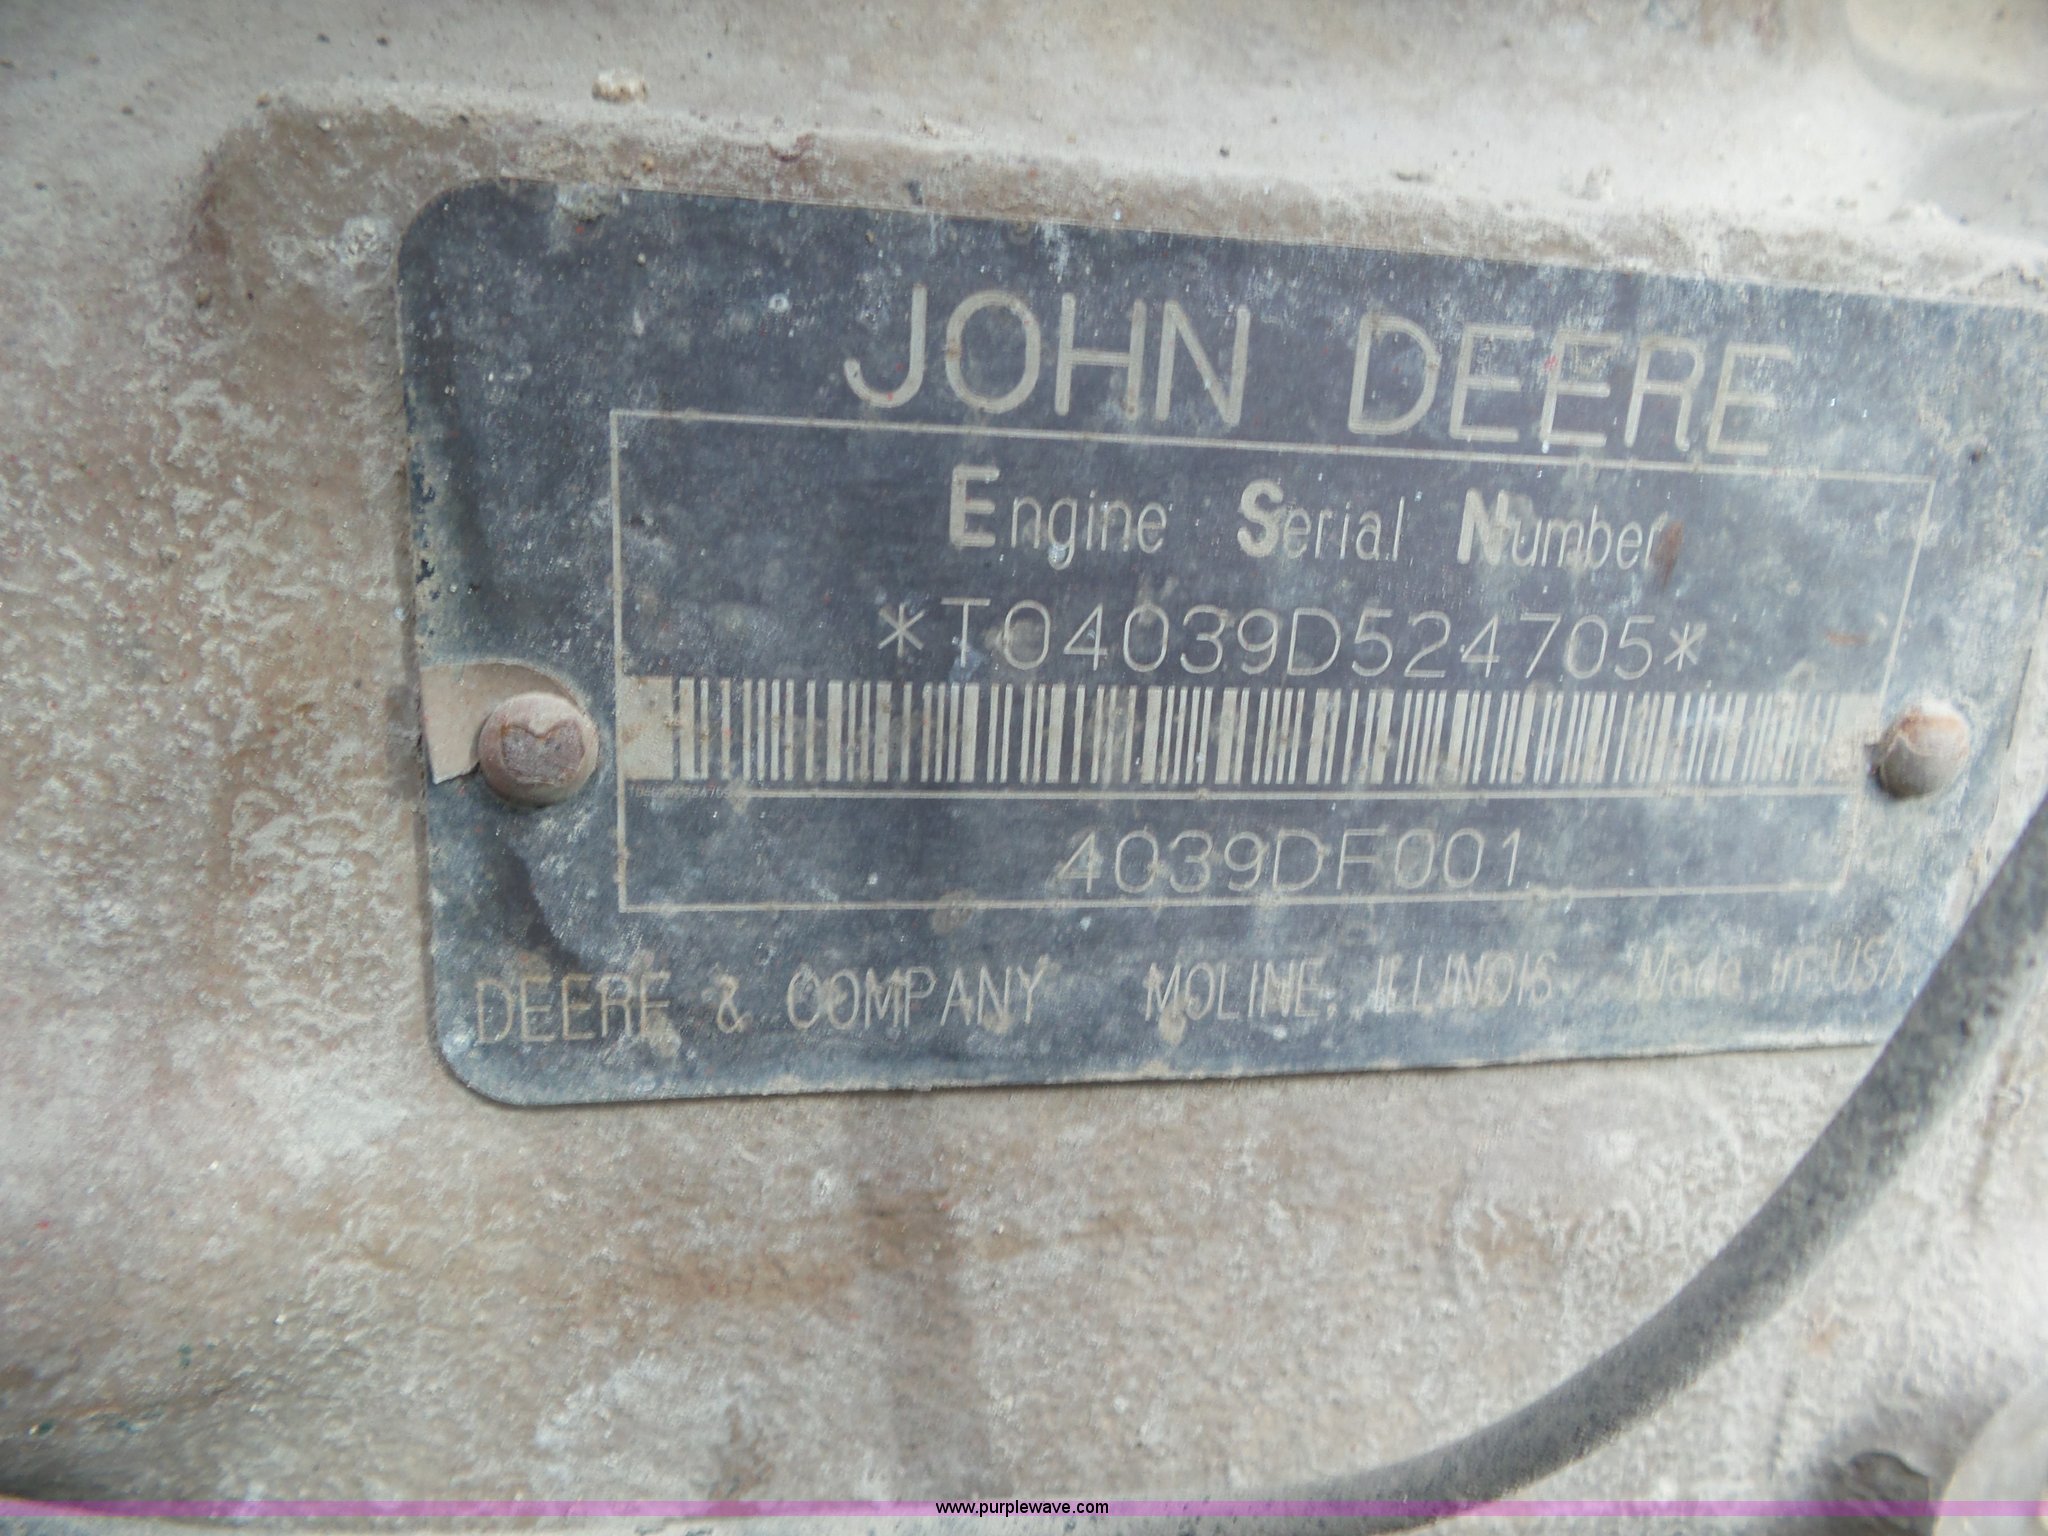 JOHN DEERE
Engine Serial Number
*T04039D524705*
4039DF001
DEERE & COMPANY MOLINE, ILLINOIS Made in USA
www.purplewave.com